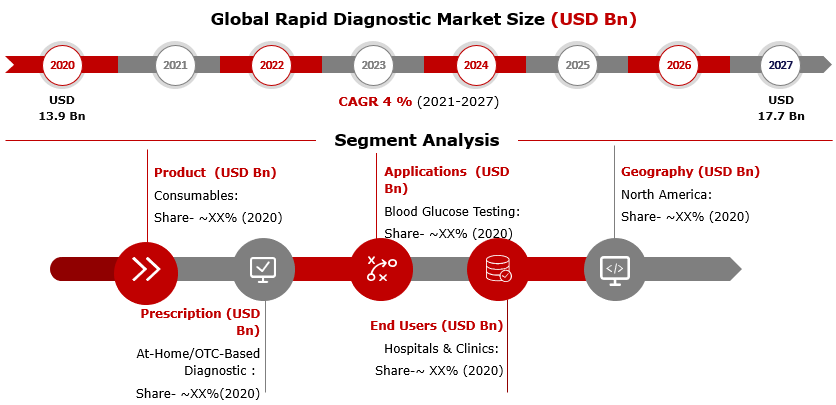 Global Rapid Diagnostic Market Size (USD Bn)
2020 2021 2022 2023 2024 2025 2026 2027
USD
13.9 Bn
CAGR 4 % (2021-2027)
USD
17.7 Bn
Segment Analysis
Product (USD Bn)
Consumables:
Share- ~XX% (2020)
Applications (USD
Bn)
Blood Glucose Testing:
Share- ~XX% (2020)
Geography (USD Bn)
North America:
Share- ~XX% (2020)
</>
Prescription (USD
Bn)
At-Home/OTC-Based
Diagnostic :
Share- ~XX%(2020)
End Users (USD Bn)
Hospitals & Clinics:
Share-~ XX% (2020)